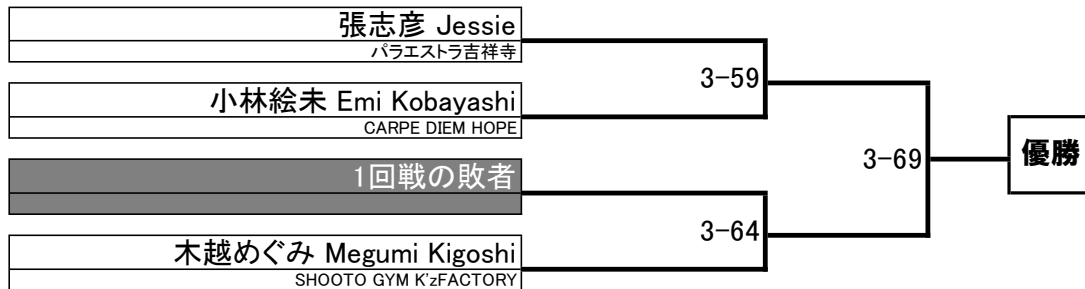 張志彦 Jessie
パラエストラ吉祥寺
3-59
小林絵未 Emi Kobayashi
CARPE DIEM HOPE
1回戦の敗者
3-69
優勝
3-64
木越めぐみ Megumi Kigoshi
SHOOTO GYM K'zFACTORY